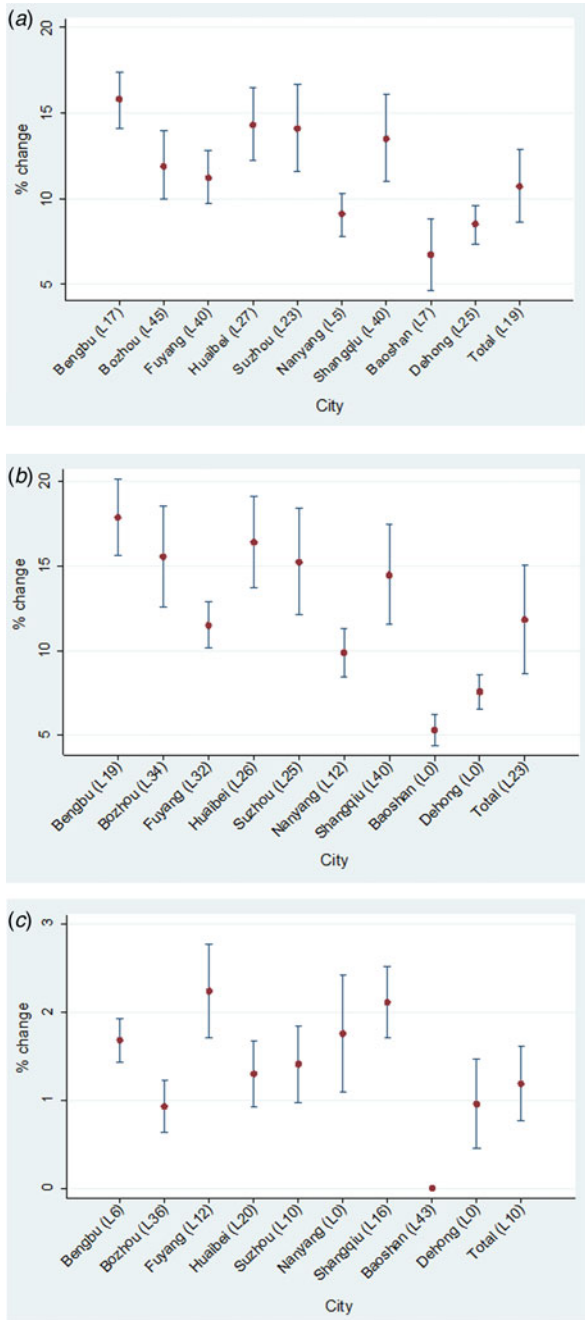 (a)
20
15
10
5
% change
Bengbu (L17)
Bozhou (L45)
Fuyang (L40)
Huaibei (L27)
Suzhou (L23)
Nanyang (L5)
Shangqiu (L40)
Baoshan (L7)
Dehong (L25)
Total (L19)
City
(b)
20
15
10
5
% change
Bengbu (L19)
Bozhou (L34)
Fuyang (L32)
Huaibei (L26)
Suzhou (L25)
Nanyang (L12)
Shangqiu (L40)
Baoshan (L0)
Dehong (L0)
Total (L23)
City
(c)
3
2
1
0
% change
Bengbu (L6)
Bozhou (L36)
Fuyang (L12)
Huaibei (L20)
Suzhou (L10)
Nanyang (L0)
Shangqiu (L16)
Baoshan (L43)
Dehong (L0)
Total (L10)
City